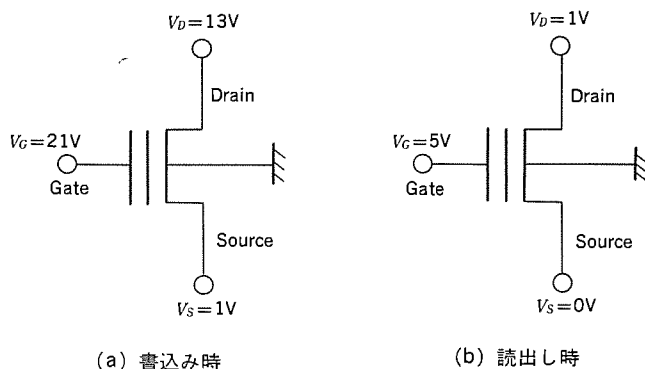 V_D=13V
Drain
V_G=21V
Gate
Source
V_S=1V
(a) 書込み時
V_D=1V
Drain
V_G=5V
Gate
Source
V_S=0V
(b) 読出し時